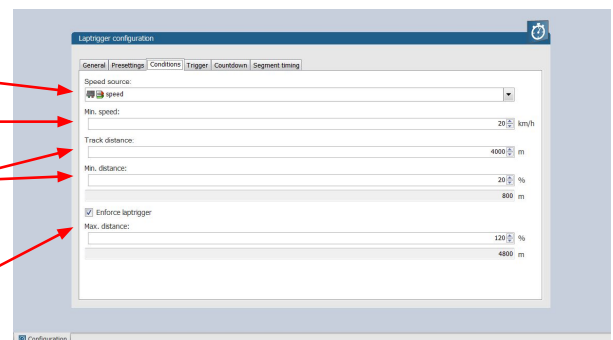 Laptrigger configuration
General Presettings Conditions Trigger Countdown Segment timing
Speed source:
speed
Min. speed:
20 km/h
Track distance:
4000 m
Min. distance:
20 %
800 m
Enforce laptrigger
Max. distance:
120 %
4800 m
Configuration